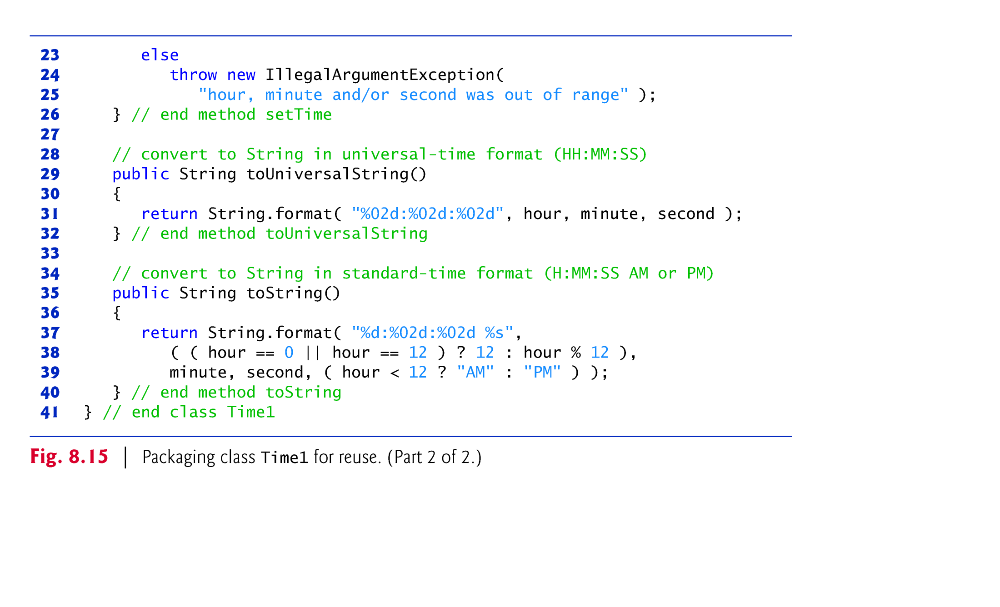 23 else
24 throw new IllegalArgumentException(
25 "hour, minute and/or second was out of range" );
26 } // end method setTime
27
28 // convert to String in universal-time format (HH:MM:SS)
29 public String toUniversalString()
30 {
31 return String.format( "%02d:%02d:%02d", hour, minute, second );
32 } // end method toUniversalString
33
34 // convert to String in standard-time format (H:MM:SS AM or PM)
35 public String toString()
36 {
37 return String.format( "%d:%02d:%02d %s",
38 ( ( hour == 0 || hour == 12 ) ? 12 : hour % 12 ),
39 minute, second, ( hour < 12 ? "AM" : "PM" ) );
40 } // end method toString
41 } // end class Time1
Fig. 8.15 | Packaging class Time1 for reuse. (Part 2 of 2.)